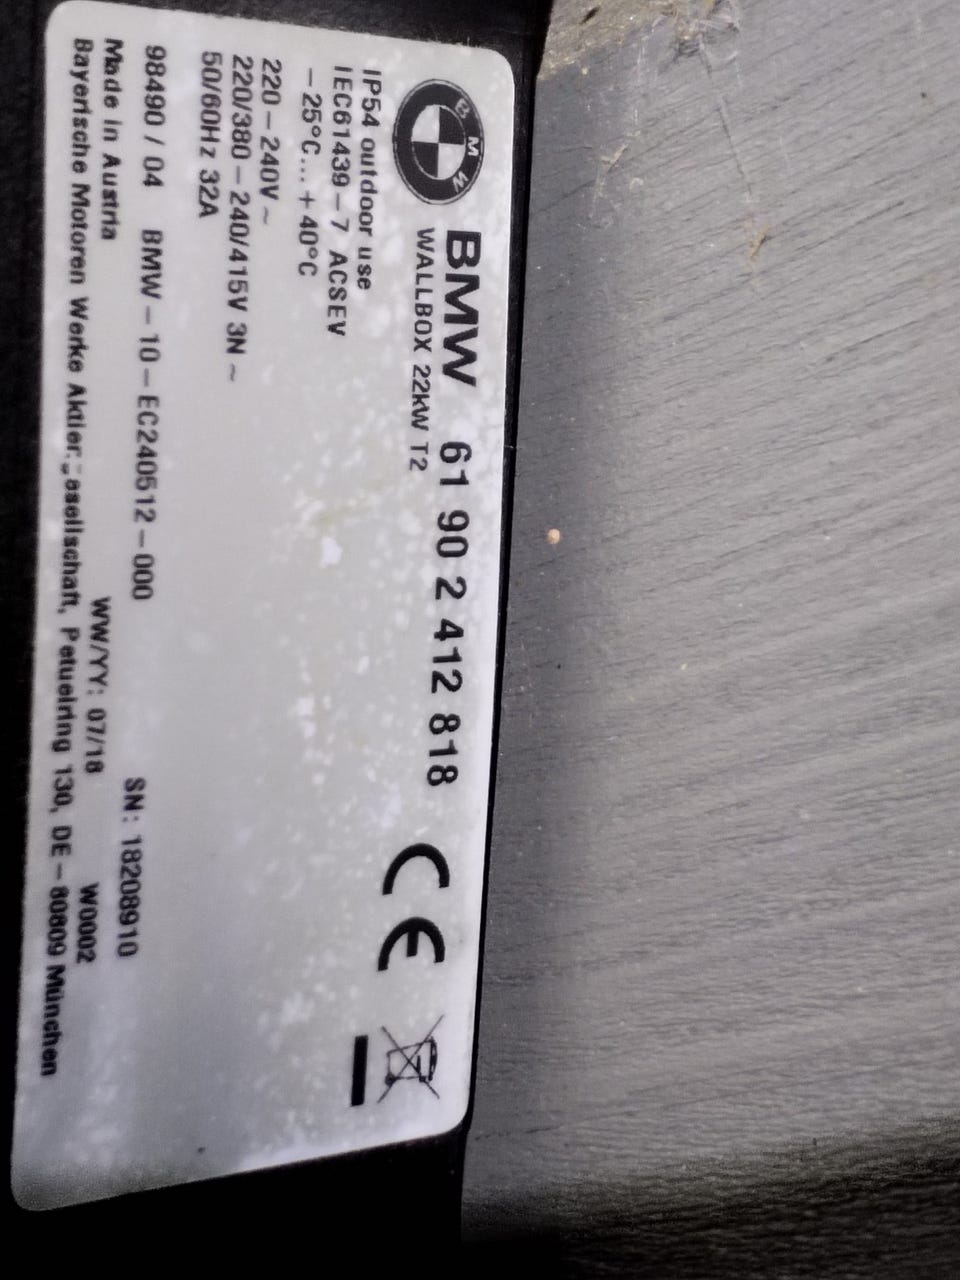 BMW
BMW 61 90 2 412 818
WALLBOX 22kW T2
CE
IP54 outdoor use
IEC61439-7 ACSEV
-25°C...+40°C
220-240V~
220/380-240/415V 3N~
50/60Hz 32A
98490 / 04 BMW-10-EC240512-000 SN: 18208910
Made in Austria WW/YY: 07/18 W0002
Bayerische Motoren Werke Aktiengesellschaft, Petuelring 130, DE-80809 München